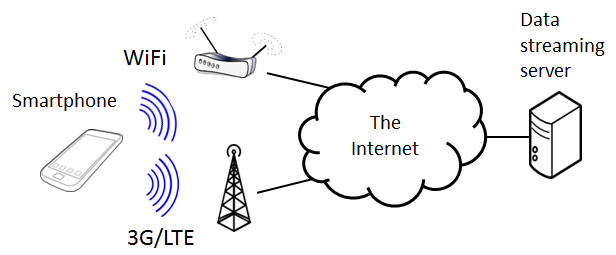 Data
streaming
server
WiFi
Smartphone
The
Internet
3G/LTE